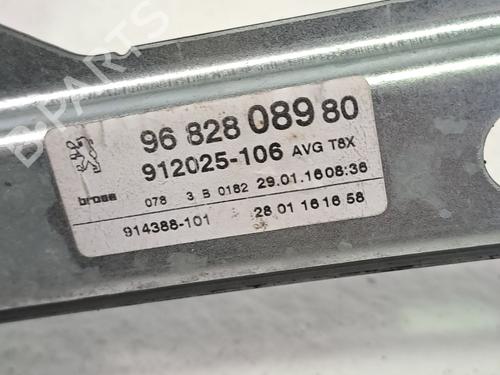 96 828 089 80
912025-106 AVG T8X
brose 078 3 B 0182 29.01.16 08:36
914388-101 28 01 16 16 58
B-PARTS